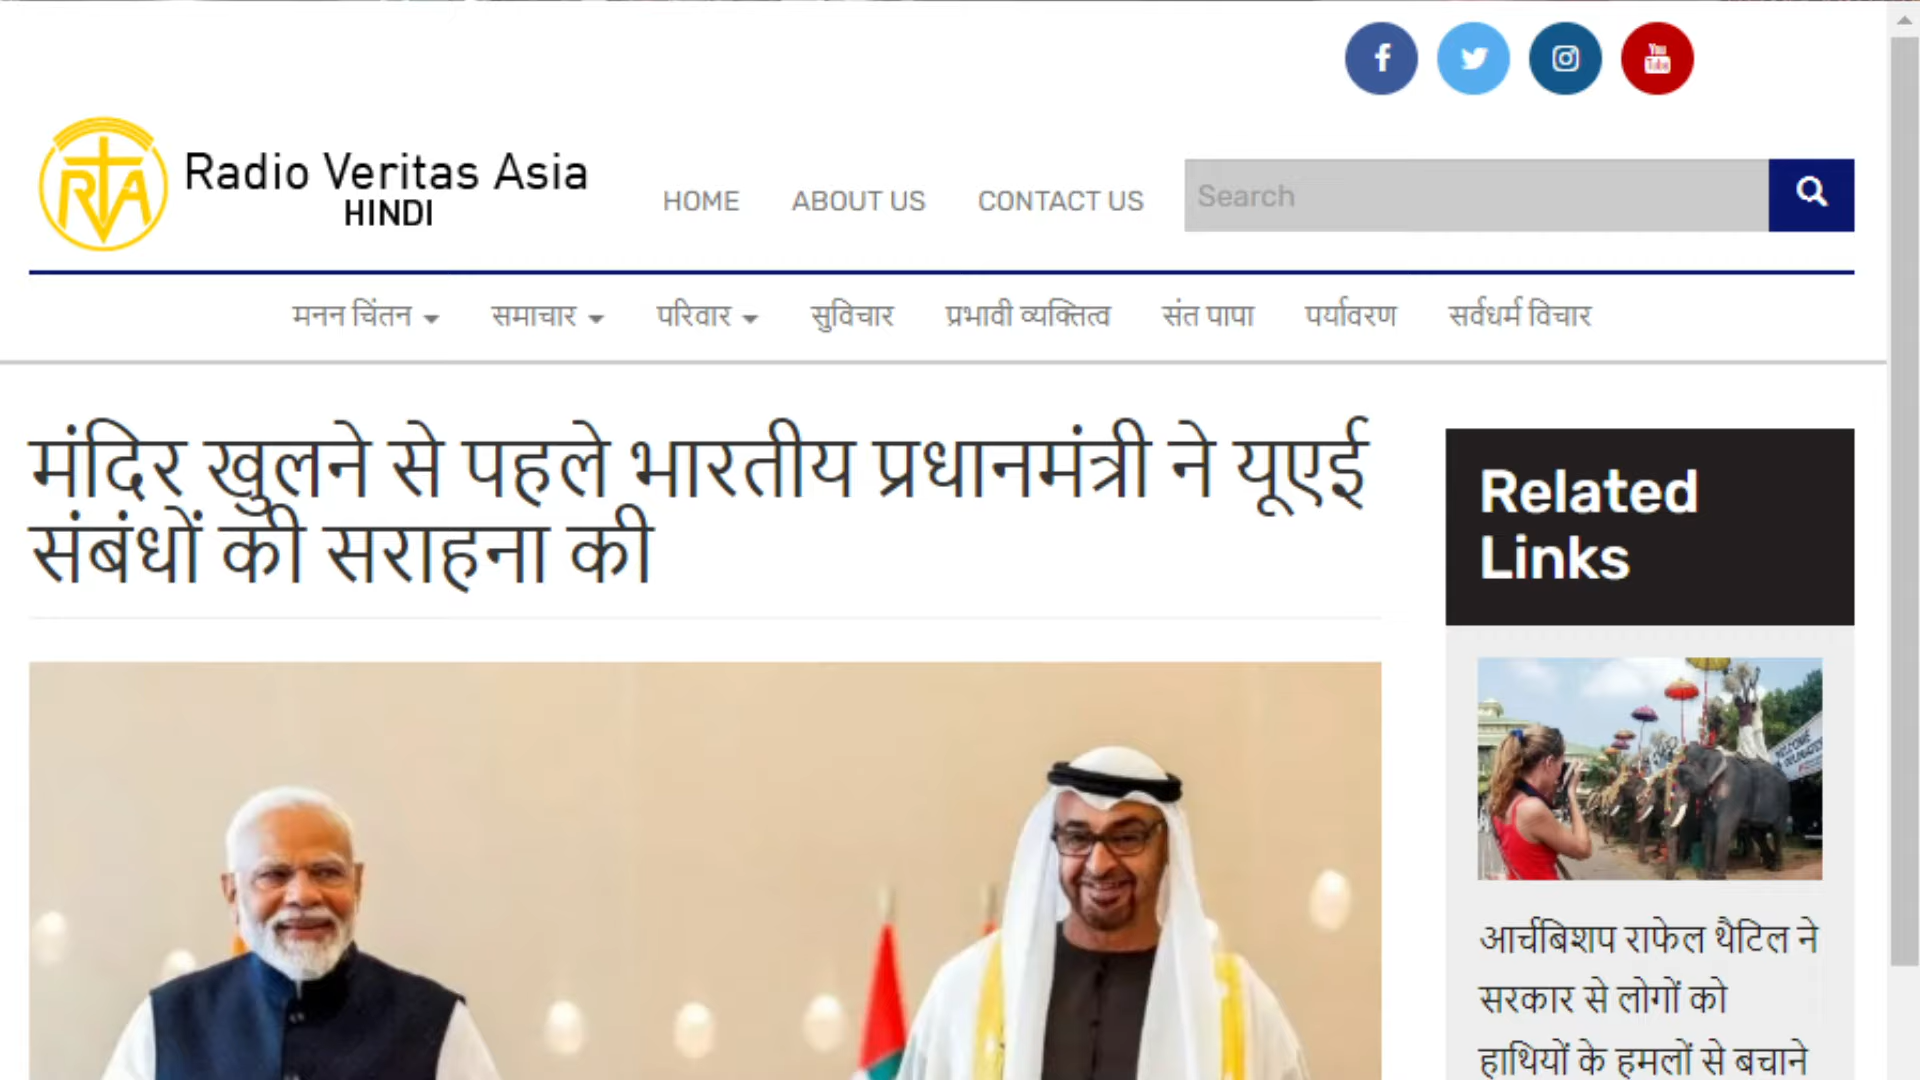 Radio Veritas Asia
HINDI
HOME ABOUT US CONTACT US Search
मनन चिंतन समाचार परिवार सुविचार प्रभावी व्यक्तित्व संत पापा पर्यावरण सर्वधर्म विचार
मंदिर खुलने से पहले भारतीय प्रधानमंत्री ने यूएई
संबंधों की सराहना की
Related
Links
आर्चबिशप राफेल थैटिल ने
सरकार से लोगों को
हाथियों के हमलों से बचाने